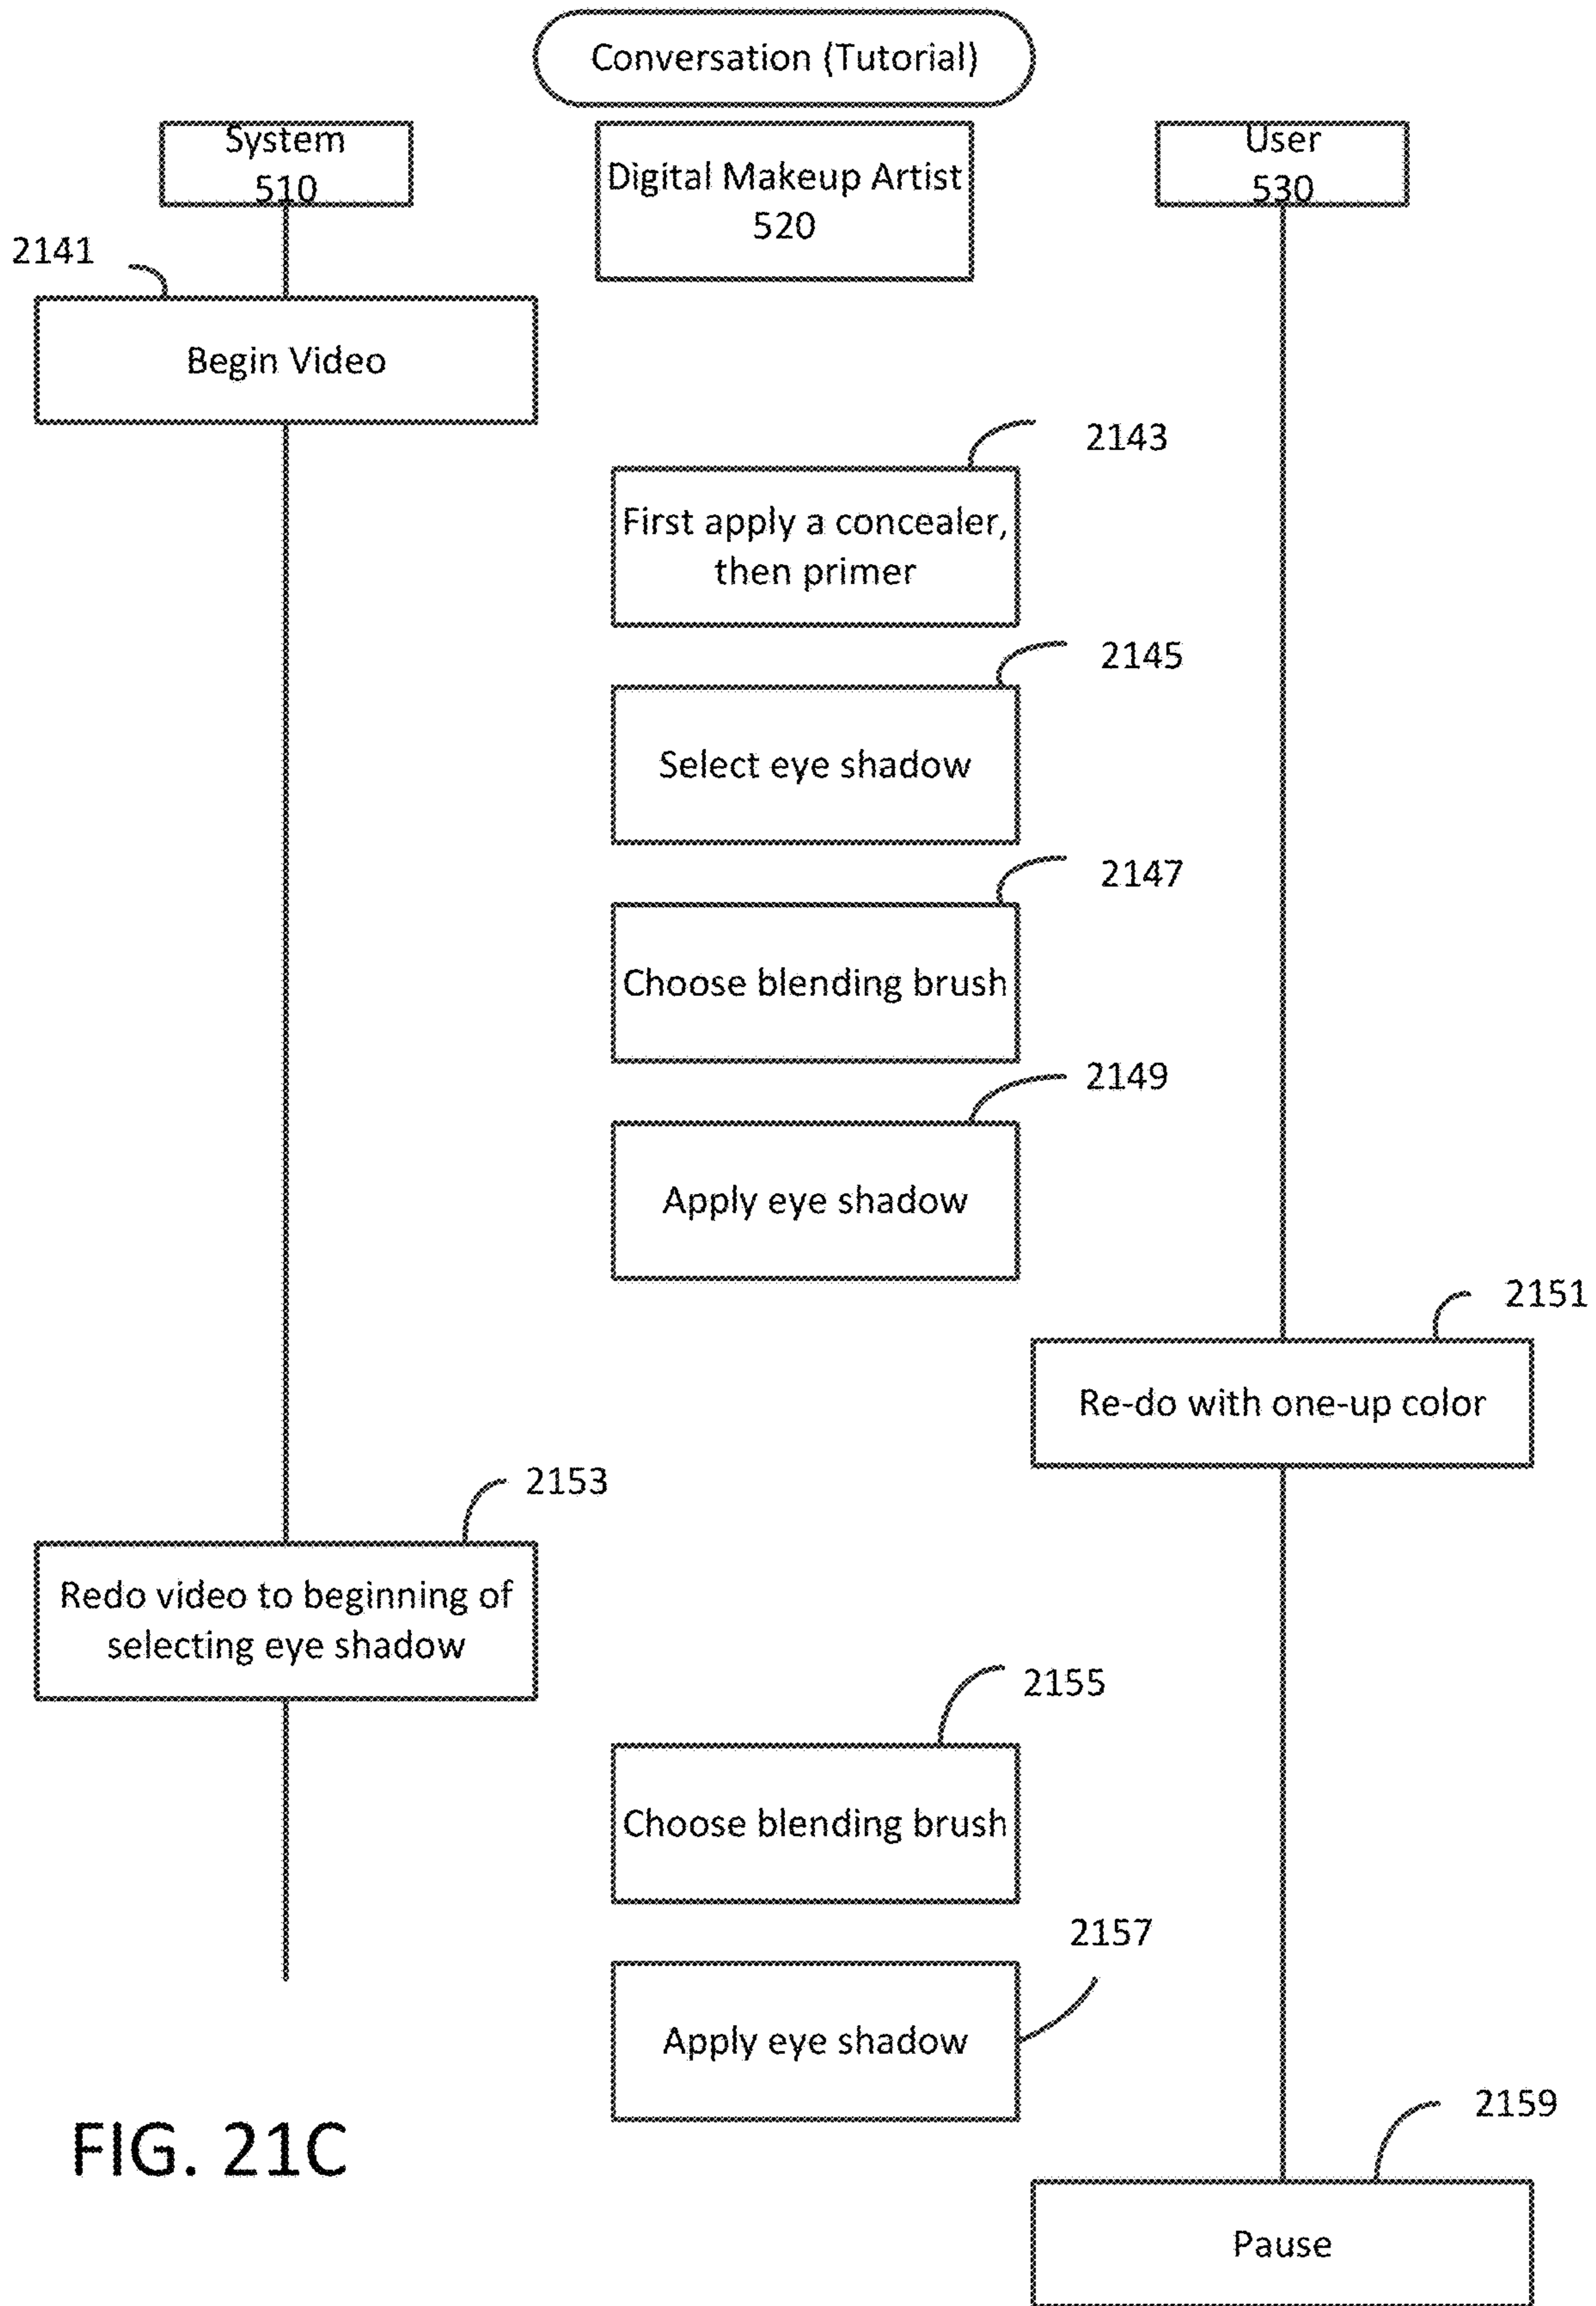 Conversation (Tutorial)
System
510
Digital Makeup Artist
520
User
530
2141
Begin Video
2143
First apply a concealer,
then primer
2145
Select eye shadow
2147
Choose blending brush
2149
Apply eye shadow
2151
Re-do with one-up color
2153
Redo video to beginning of
selecting eye shadow
2155
Choose blending brush
2157
Apply eye shadow
2159
Pause
FIG. 21C